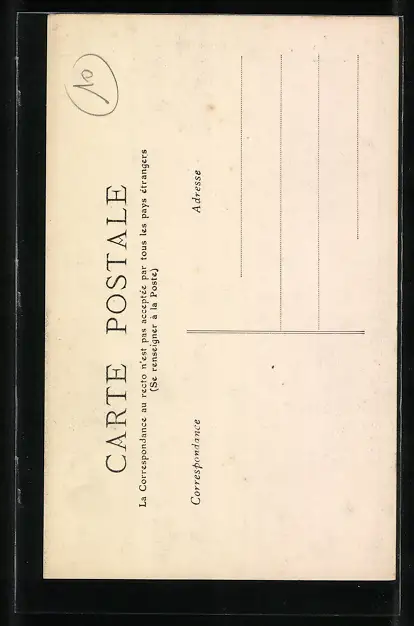 CARTE POSTALE
La Correspondance au recto n'est pas acceptée par tous les pays étrangers
(Se renseigner à la Poste)
Correspondance
Adresse
10